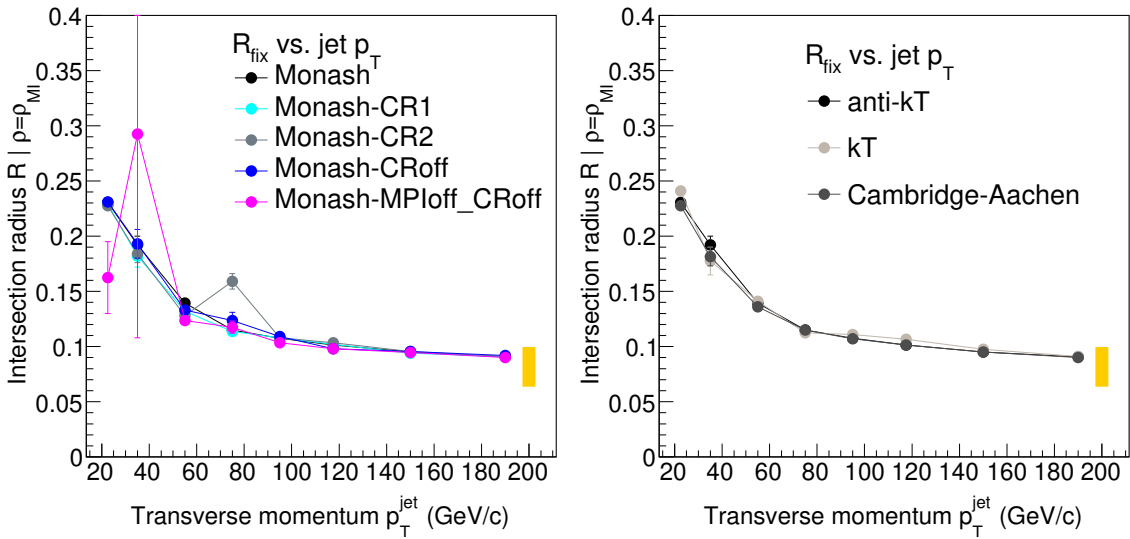 R_fix vs. jet p_T
Monash
Monash-CR1
Monash-CR2
Monash-CRoff
Monash-MPIoff_CRoff
Intersection radius R | ρ=ρ_MI
0.4
0.35
0.3
0.25
0.2
0.15
0.1
0.05
0
20 40 60 80 100 120 140 160 180 200
Transverse momentum p_T^jet (GeV/c)
R_fix vs. jet p_T
anti-kT
kT
Cambridge-Aachen
Intersection radius R | ρ=ρ_MI
0.4
0.35
0.3
0.25
0.2
0.15
0.1
0.05
0
20 40 60 80 100 120 140 160 180 200
Transverse momentum p_T^jet (GeV/c)